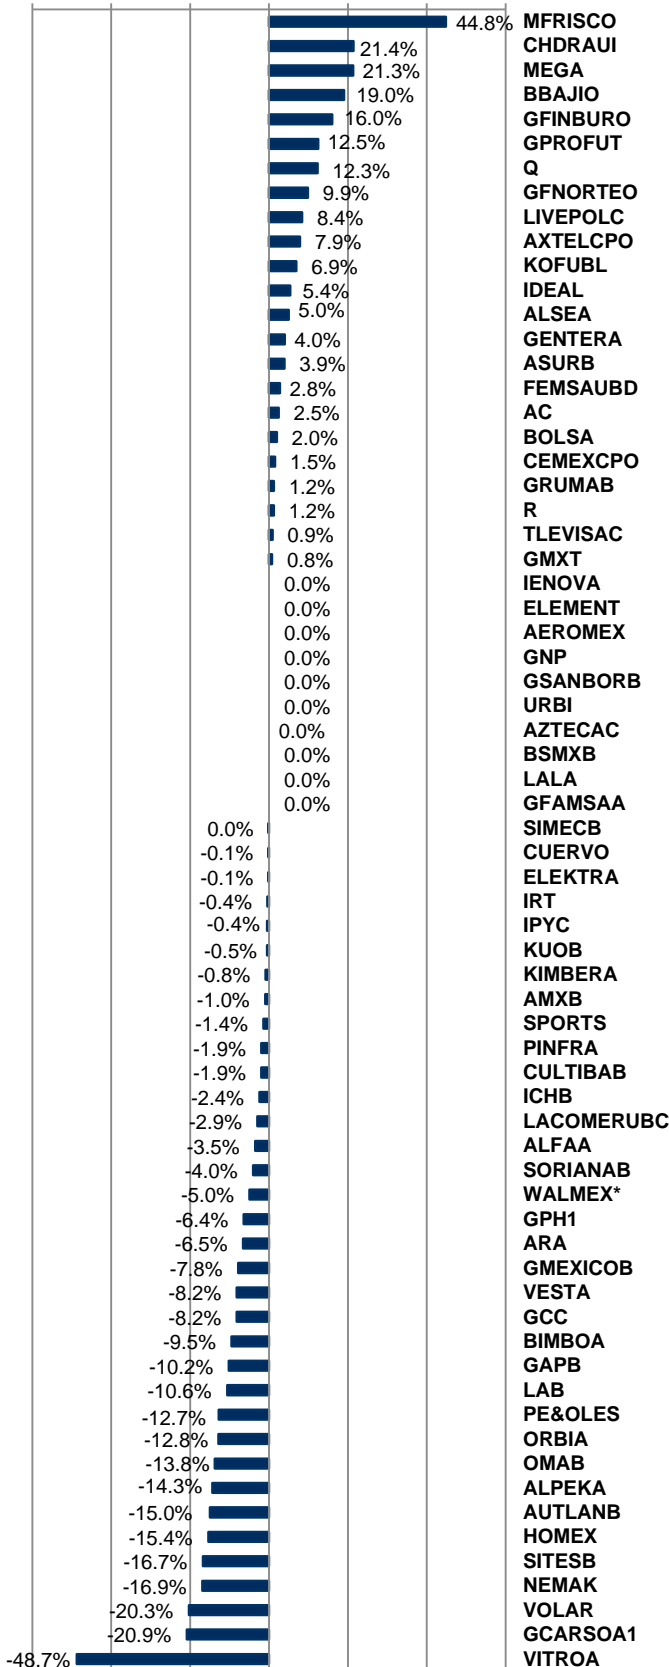 44.8% MFRISCO
21.4% CHDRAUI
21.3% MEGA
19.0% BBAJIO
16.0% GFINBURO
12.5% GPROFUT
12.3% Q
9.9% GFNORTEO
8.4% LIVEPOLC
7.9% AXTELCPO
6.9% KOFUBL
5.4% IDEAL
5.0% ALSEA
4.0% GENTERA
3.9% ASURB
2.8% FEMSAUBD
2.5% AC
2.0% BOLSA
1.5% CEMEXCPO
1.2% GRUMAB
1.2% R
0.9% TLEVISAC
0.8% GMXT
0.0% IENOVA
0.0% ELEMENT
0.0% AEROMEX
0.0% GNP
0.0% GSANBORB
0.0% URBI
0.0% AZTECAC
0.0% BSMXB
0.0% LALA
0.0% GFAMSAA
0.0% SIMECB
-0.1% CUERVO
-0.1% ELEKTRA
-0.4% IRT
-0.4% IPYC
-0.5% KUOB
-0.8% KIMBERA
-1.0% AMXB
-1.4% SPORTS
-1.9% PINFRA
-1.9% CULTIBAB
-2.4% ICHB
-2.9% LACOMERUBC
-3.5% ALFAA
-4.0% SORIANAB
-5.0% WALMEX*
-6.4% GPH1
-6.5% ARA
-7.8% GMEXICOB
-8.2% VESTA
-8.2% GCC
-9.5% BIMBOA
-10.2% GAPB
-10.6% LAB
-12.7% PE&OLES
-12.8% ORBIA
-13.8% OMAB
-14.3% ALPEKA
-15.0% AUTLANB
-15.4% HOMEX
-16.7% SITESB
-16.9% NEMAK
-20.3% VOLAR
-20.9% GCARSOA1
-48.7% VITROA